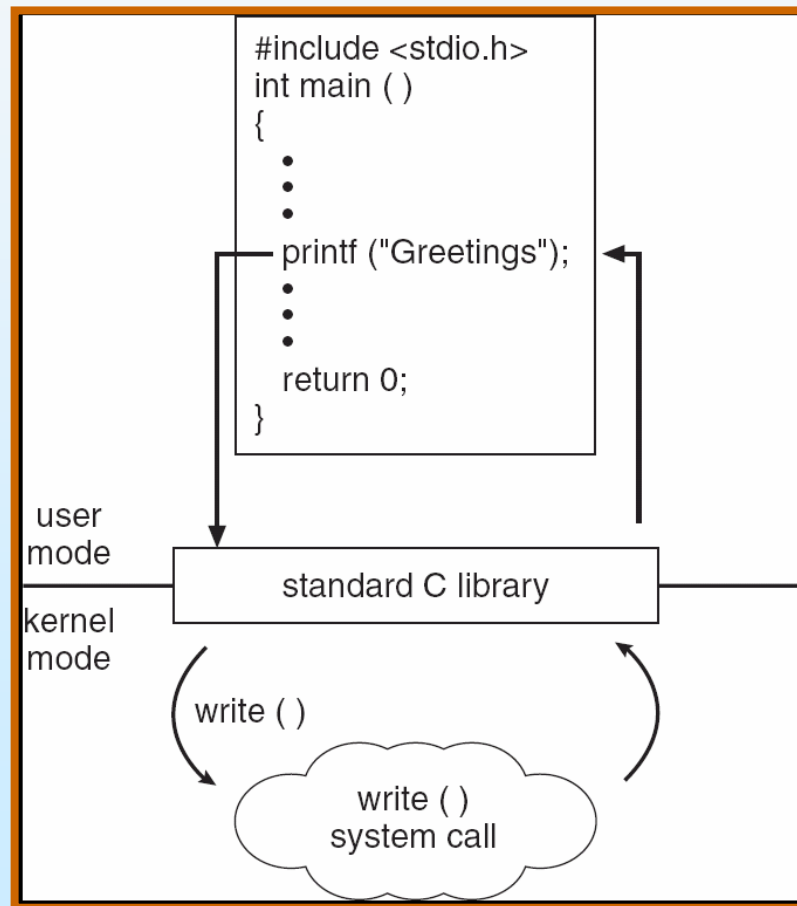 #include <stdio.h>
int main ( )
{
•
•
•
printf ("Greetings");
•
•
•
return 0;
}
user
mode
standard C library
kernel
mode
write ( )
write ( )
system call